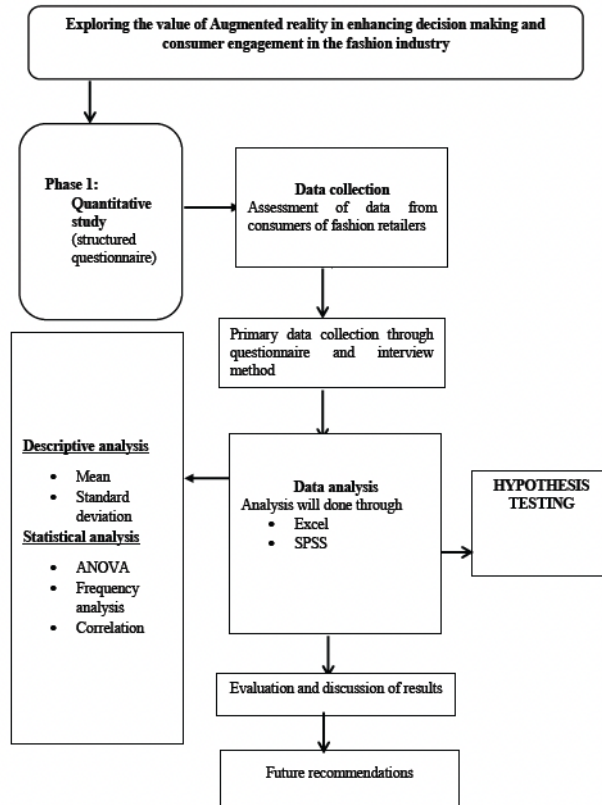 Exploring the value of Augmented reality in enhancing decision making and
consumer engagement in the fashion industry
Phase 1:
Quantitative
study
(structured
questionnaire)
Data collection
Assessment of data from
consumers of fashion retailers
Primary data collection through
questionnaire and interview
method
Descriptive analysis
• Mean
• Standard
deviation
Statistical analysis
• ANOVA
• Frequency
analysis
• Correlation
Data analysis
Analysis will done through
• Excel
• SPSS
HYPOTHESIS
TESTING
Evaluation and discussion of results
Future recommendations